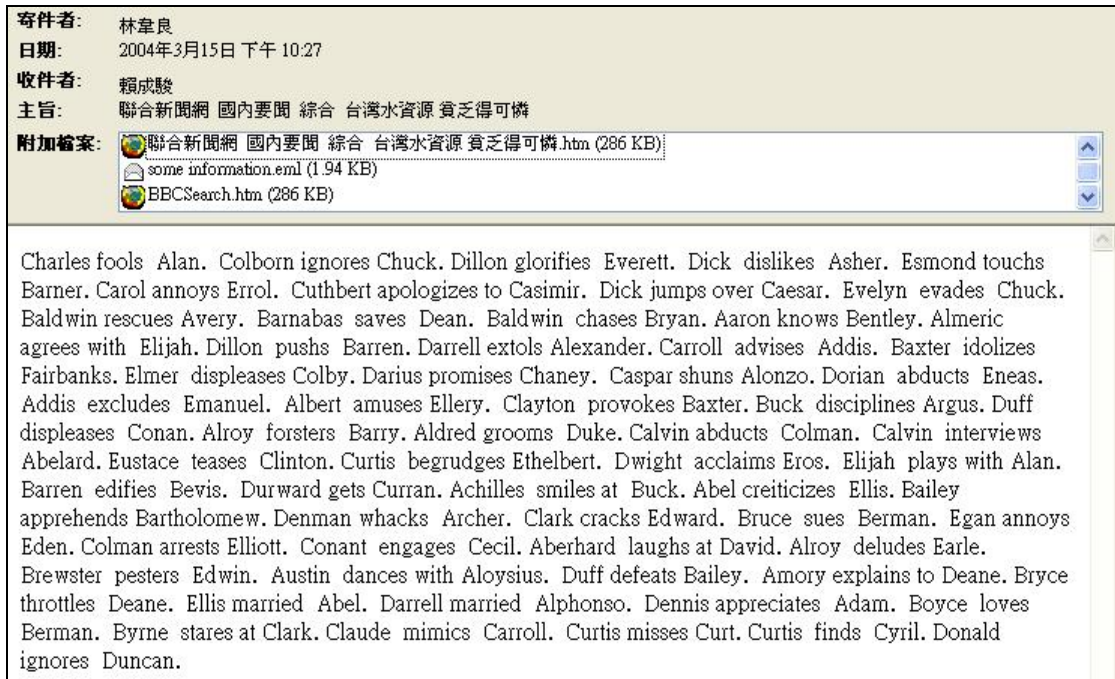 寄件者: 林韋良
日期: 2004年3月15日 下午 10:27
收件者: 賴成駿
主旨: 聯合新聞網 國內要聞 綜合 台灣水資源 貧乏得可憐
附加檔案: 聯合新聞網 國內要聞 綜合 台灣水資源 貧乏得可憐.htm (286 KB)
some information.eml (1.94 KB)
BBCSearch.htm (286 KB)
Charles fools Alan. Colborn ignores Chuck. Dillon glorifies Everett. Dick dislikes Asher. Esmond touchs
Barner. Carol annoys Errol. Cuthbert apologizes to Casimir. Dick jumps over Caesar. Evelyn evades Chuck.
Baldwin rescues Avery. Barnabas saves Dean. Baldwin chases Bryan. Aaron knows Bentley. Almeric
agrees with Elijah. Dillon pushs Barren. Darrell extols Alexander. Carroll advises Addis. Baxter idolizes
Fairbanks. Elmer displeases Colby. Darius promises Chaney. Caspar shuns Alonzo. Dorian abducts Eneas.
Addis excludes Emanuel. Albert amuses Ellery. Clayton provokes Baxter. Buck disciplines Argus. Duff
displeases Conan. Alroy forsters Barry. Aldred grooms Duke. Calvin abducts Colman. Calvin interviews
Abelard. Eustace teases Clinton. Curtis begrudges Ethelbert. Dwight acclaims Eros. Elijah plays with Alan.
Barren edifies Bevis. Durward gets Curran. Achilles smiles at Buck. Abel creiticizes Ellis. Bailey
apprehends Bartholomew. Denman whacks Archer. Clark cracks Edward. Bruce sues Berman. Egan annoys
Eden. Colman arrests Elliott. Conant engages Cecil. Aberhard laughs at David. Alroy deludes Earle.
Brewster pesters Edwin. Austin dances with Aloysius. Duff defeats Bailey. Amory explains to Deane. Bryce
throttles Deane. Ellis married Abel. Darrell married Alphonso. Dennis appreciates Adam. Boyce loves
Berman. Byrne stares at Clark. Claude mimics Carroll. Curtis misses Curt. Curtis finds Cyril. Donald
ignores Duncan.